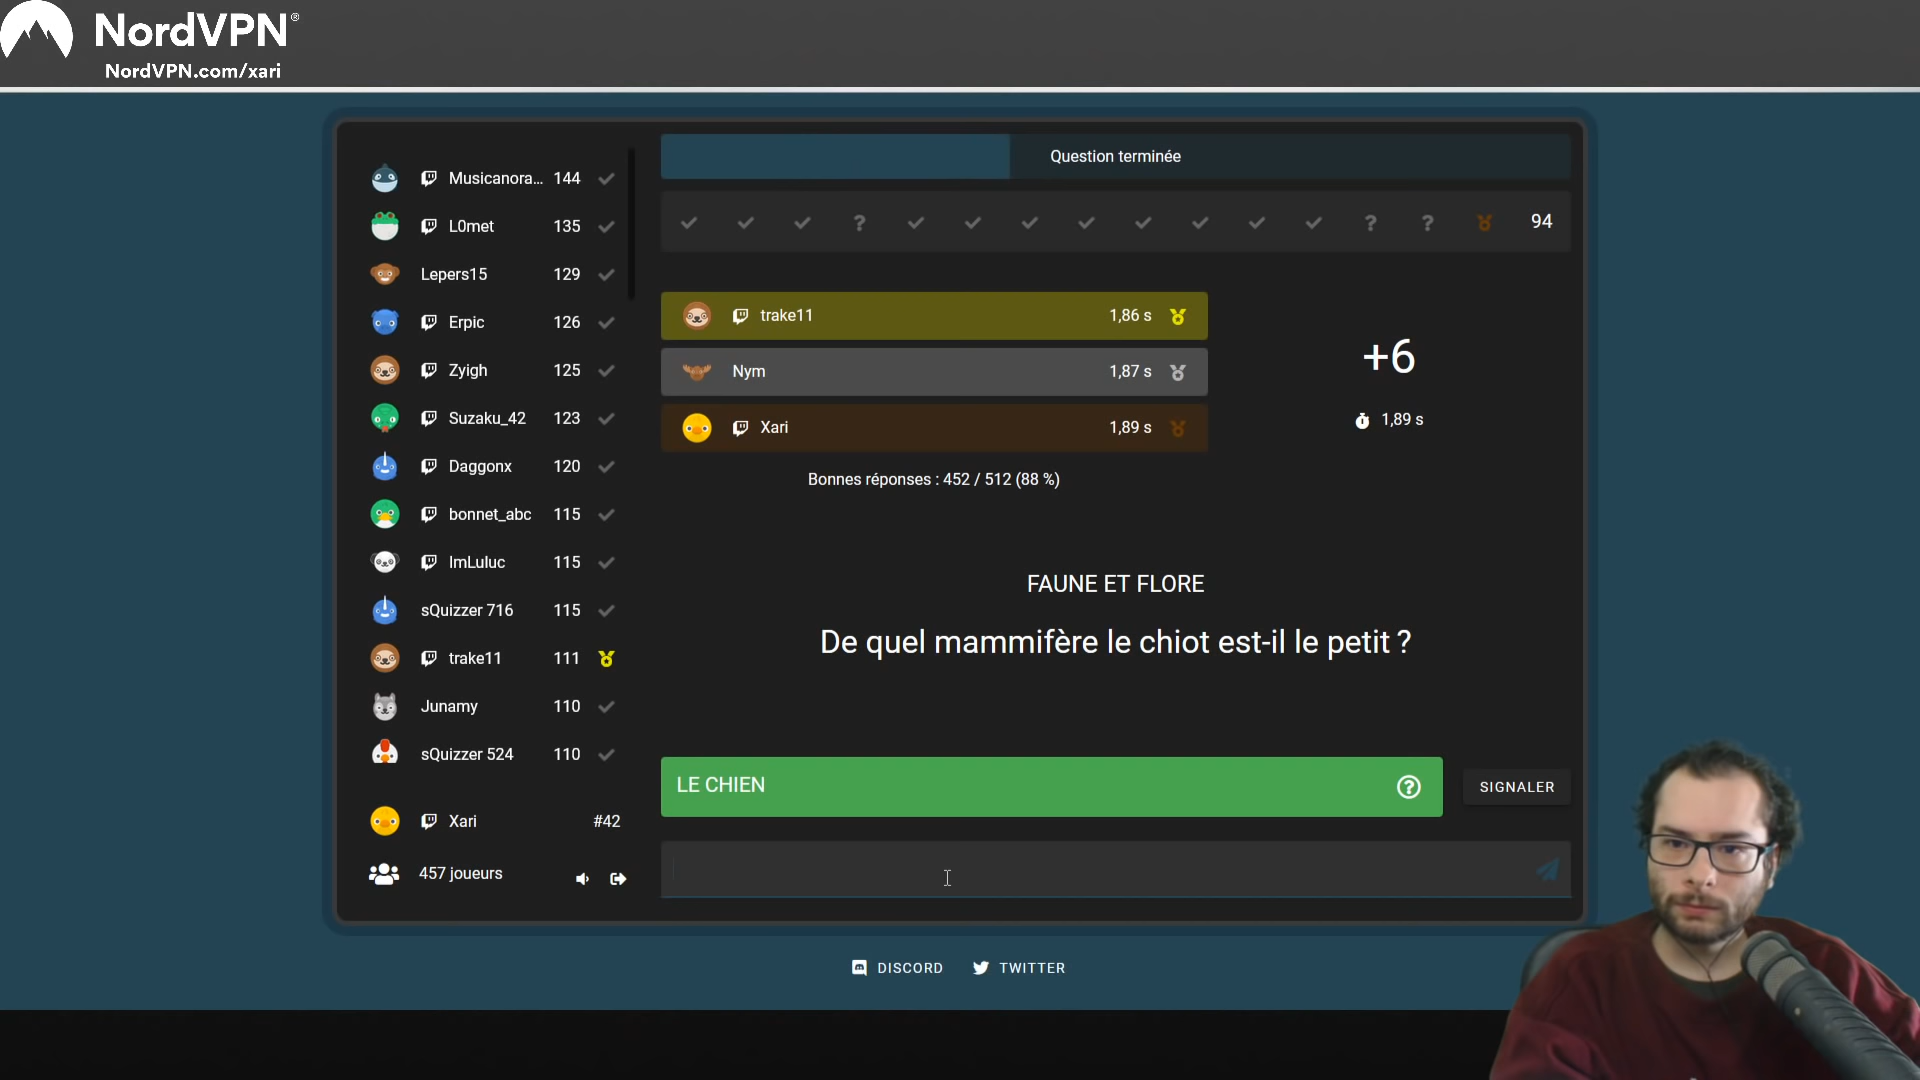 NordVPN®
NordVPN.com/xari
Question terminée
Musicanora... 144
L0met 135
Lepers15 129
Erpic 126
Zyigh 125
Suzaku_42 123
Daggonx 120
bonnet_abc 115
ImLuluc 115
sQuizzer 716 115
trake11 111
Junamy 110
sQuizzer 524 110
Xari #42
457 joueurs
? ? ? 94
trake11 1,86 s
Nym 1,87 s
Xari 1,89 s
Bonnes réponses : 452 / 512 (88 %)
+6
1,89 s
FAUNE ET FLORE
De quel mammifère le chiot est-il le petit ?
LE CHIEN ?
SIGNALER
DISCORD TWITTER